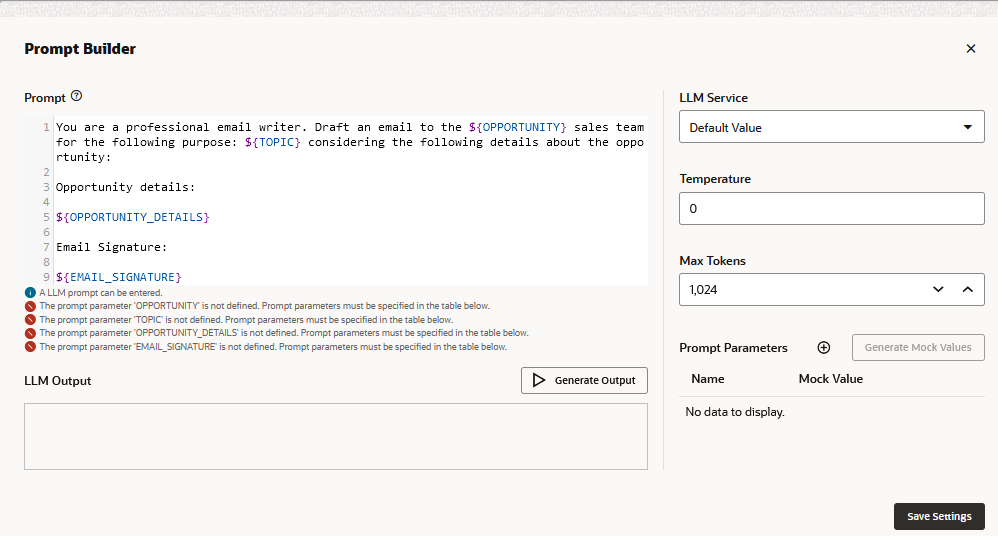 Prompt Builder
Prompt
1 You are a professional email writer. Draft an email to the ${OPPORTUNITY} sales team
for the following purpose: ${TOPIC} considering the following details about the oppo
rtunity:
2
3 Opportunity details:
4
5 ${OPPORTUNITY_DETAILS}
6
7 Email Signature:
8
9 ${EMAIL_SIGNATURE}
A LLM prompt can be entered.
The prompt parameter 'OPPORTUNITY' is not defined. Prompt parameters must be specified in the table below.
The prompt parameter 'TOPIC' is not defined. Prompt parameters must be specified in the table below.
The prompt parameter 'OPPORTUNITY_DETAILS' is not defined. Prompt parameters must be specified in the table below.
The prompt parameter 'EMAIL_SIGNATURE' is not defined. Prompt parameters must be specified in the table below.
LLM Output
Generate Output
LLM Service
Default Value
Temperature
0
Max Tokens
1,024
Prompt Parameters
Generate Mock Values
Name Mock Value
No data to display.
Save Settings